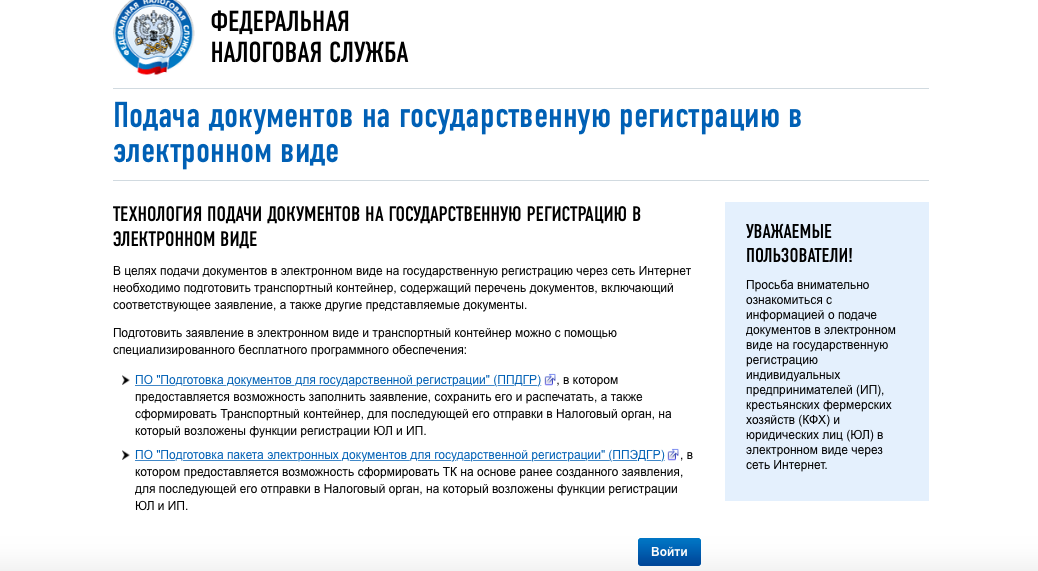 ФЕДЕРАЛЬНАЯ НАЛОГОВАЯ СЛУЖБА
ФЕДЕРАЛЬНАЯ
НАЛОГОВАЯ СЛУЖБА
Подача документов на государственную регистрацию в
электронном виде
ТЕХНОЛОГИЯ ПОДАЧИ ДОКУМЕНТОВ НА ГОСУДАРСТВЕННУЮ РЕГИСТРАЦИЮ В
ЭЛЕКТРОННОМ ВИДЕ
В целях подачи документов в электронном виде на государственную регистрацию через сеть Интернет
необходимо подготовить транспортный контейнер, содержащий перечень документов, включающий
соответствующее заявление, а также другие представляемые документы.
Подготовить заявление в электронном виде и транспортный контейнер можно с помощью
специализированного бесплатного программного обеспечения:
ПО "Подготовка документов для государственной регистрации" (ППДГР), в котором
предоставляется возможность заполнить заявление, сохранить его и распечатать, а также
сформировать Транспортный контейнер, для последующей его отправки в Налоговый орган, на
который возложены функции регистрации ЮЛ и ИП.
ПО "Подготовка пакета электронных документов для государственной регистрации" (ППЭДГР), в
котором предоставляется возможность сформировать ТК на основе ранее созданного заявления,
для последующей его отправки в Налоговый орган, на который возложены функции регистрации
ЮЛ и ИП.
Войти
УВАЖАЕМЫЕ
ПОЛЬЗОВАТЕЛИ!
Просьба внимательно
ознакомиться с
информацией о подаче
документов в электронном
виде на государственную
регистрацию
индивидуальных
предпринимателей (ИП),
крестьянских фермерских
хозяйств (КФХ) и
юридических лиц (ЮЛ) в
электронном виде через
сеть Интернет.